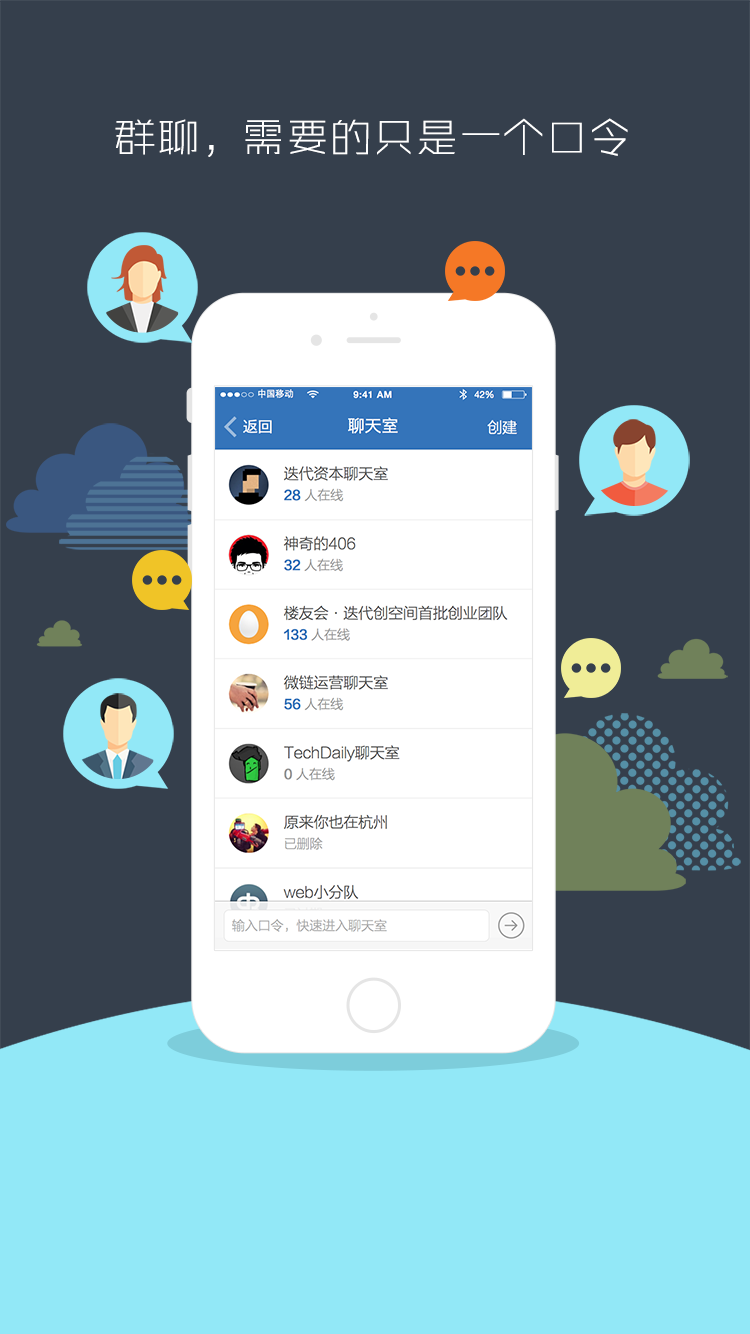 群聊，需要的只是一个口令
中国移动 9:41 AM 42%
返回 聊天室 创建
迭代资本聊天室
28 人在线
神奇的406
32 人在线
楼友会·迭代创空间首批创业团队
133 人在线
微链运营聊天室
56 人在线
TechDaily聊天室
0 人在线
原来你也在杭州
已删除
web小分队
输入口令，快速进入聊天室